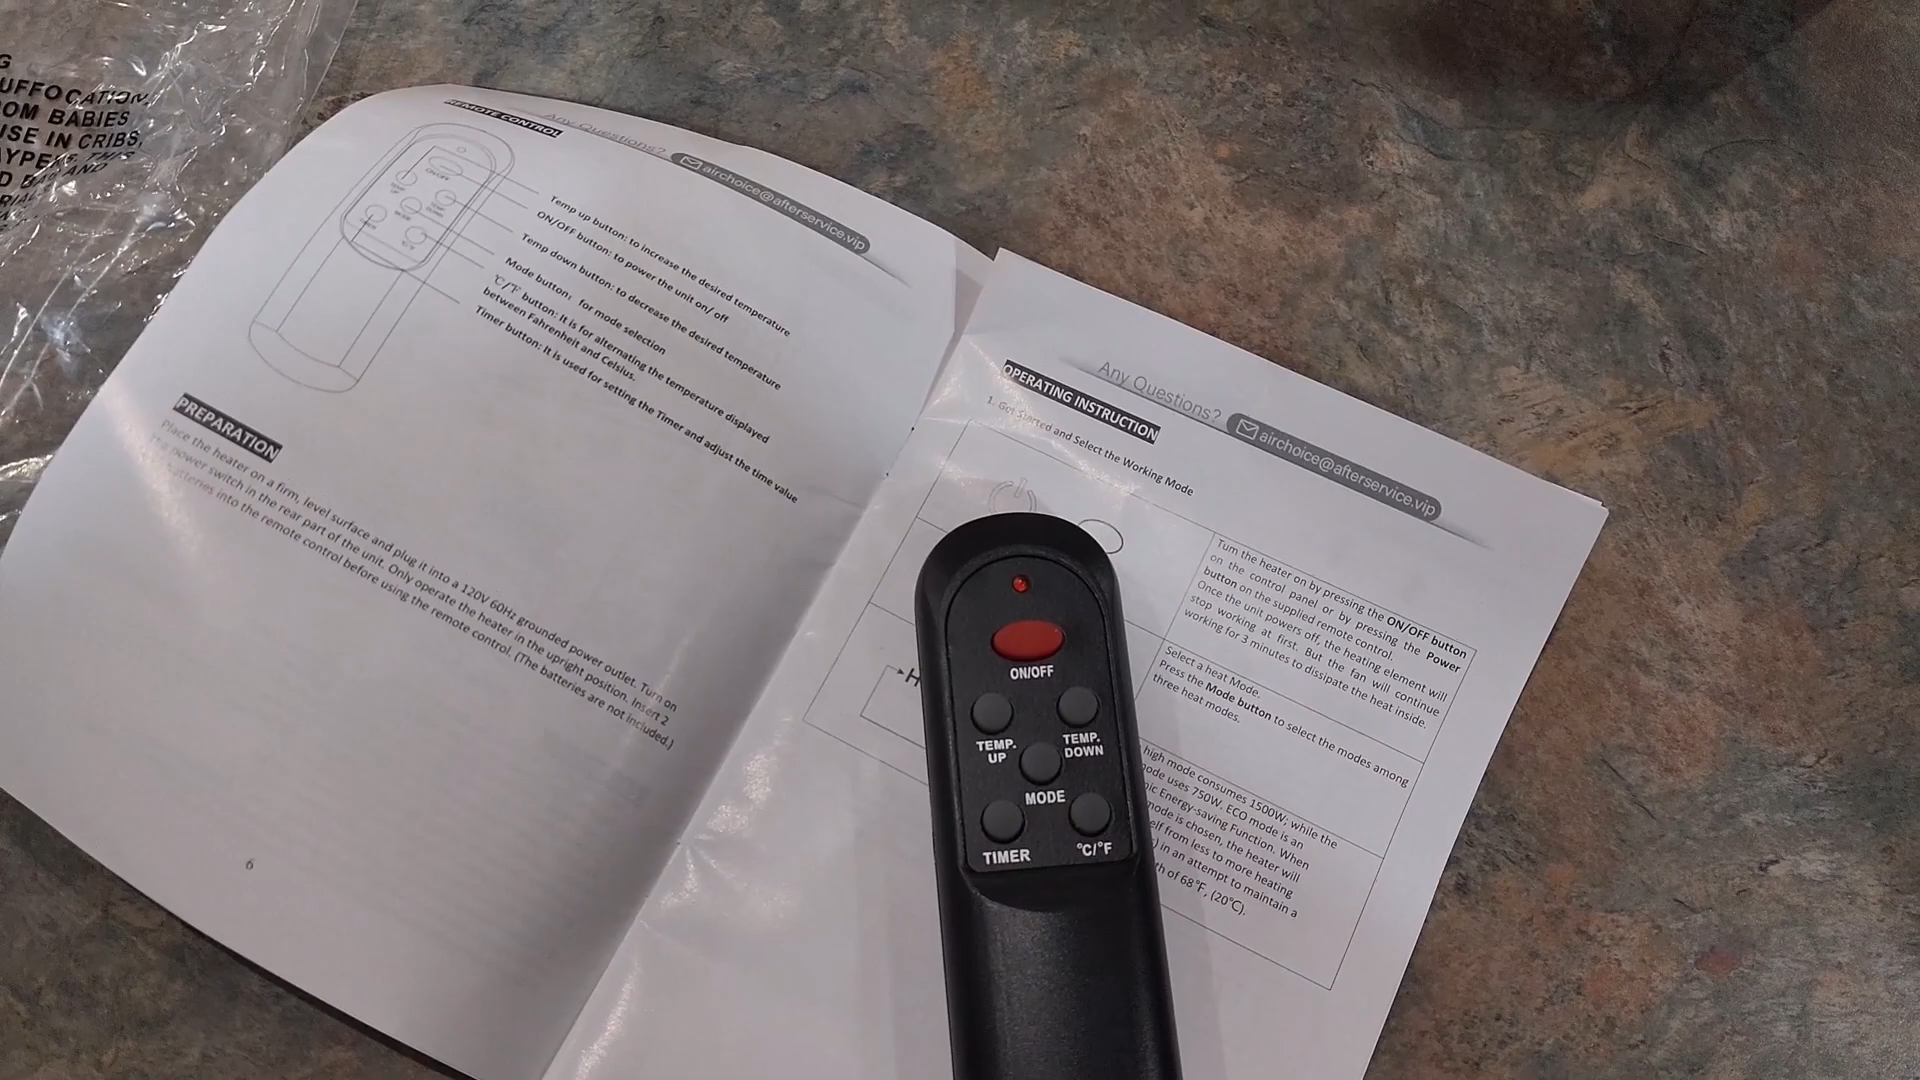 G
UFFOCATION,
OM BABIES
ISE IN CRIBS,
AYPE S. THIS
D BAG AND
REMOTE CONTROL
Any Questions?
airchoice@afterservice.vip
ON/OFF
Temp up button: to increase the desired temperature
ON/OFF button: to power the unit on/ off
Temp down button: to decrease the desired temperature
Mode button: for mode selection
℃/℉ button: It is for alternating the temperature displayed
between Fahrenheit and Celsius.
Timer button: It is used for setting the Timer and adjust the time value
PREPARATION
Place the heater on a firm, level surface and plug it into a 120V 60Hz grounded power outlet. Turn on
power switch in the rear part of the unit. Only operate the heater in the upright position. Insert 2
batteries into the remote control before using the remote control. (The batteries are not included.)
6
Any Questions?
airchoice@afterservice.vip
OPERATING INSTRUCTION
1. Get Started and Select the Working Mode
Turn the heater on by pressing the ON/OFF button
on the control panel or by pressing the Power
button on the supplied remote control.
Once the unit powers off, the heating element will
stop working at first. But the fan will continue
working for 3 minutes to dissipate the heat inside.
Select a heat Mode.
Press the Mode button to select the modes among
three heat modes.
H
high mode consumes 1500W; while the
ode uses 750W. ECO mode is an
ic Energy-saving Function. When
mode is chosen, the heater will
elf from less to more heating
) in an attempt to maintain a
th of 68℉, (20℃).
ON/OFF
TEMP. UP
TEMP. DOWN
MODE
TIMER
°C/°F